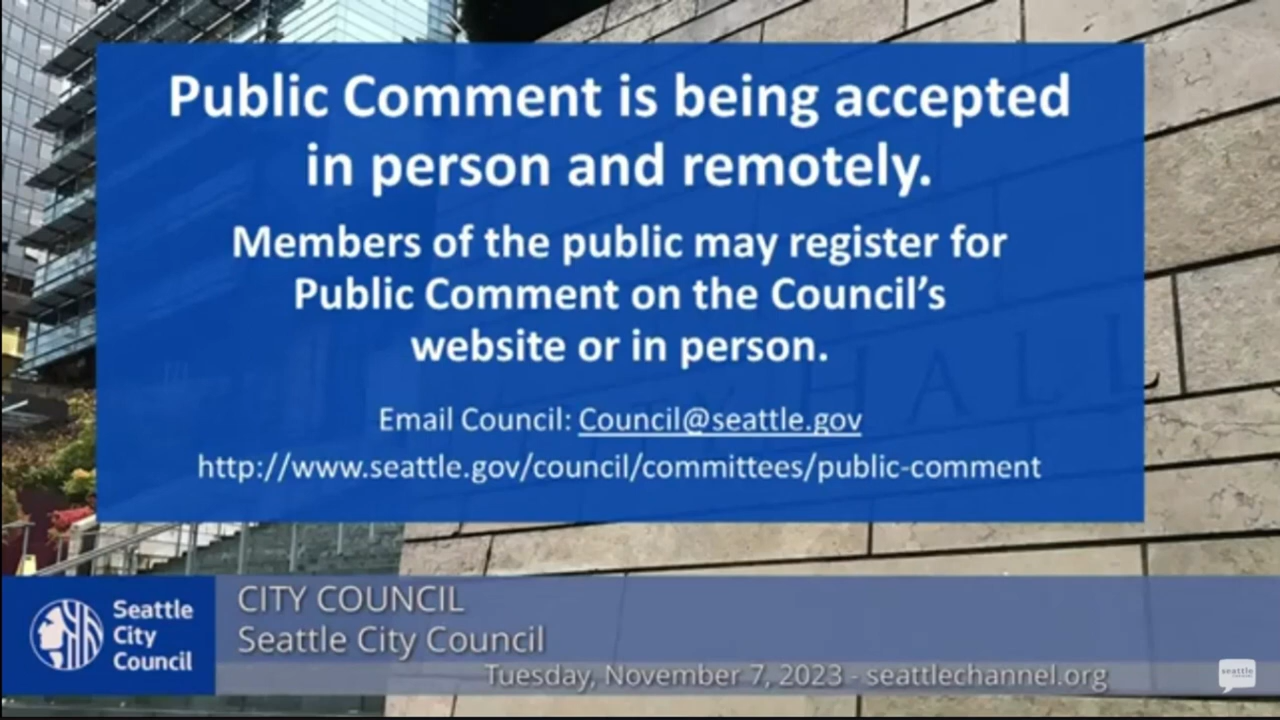 Public Comment is being accepted
in person and remotely.
Members of the public may register for
Public Comment on the Council's
website or in person.
Email Council: Council@seattle.gov
http://www.seattle.gov/council/committees/public-comment
HALL
Seattle
City
Council
CITY COUNCIL
Seattle City Council
Tuesday, November 7, 2023 - seattlechannel.org
seattle